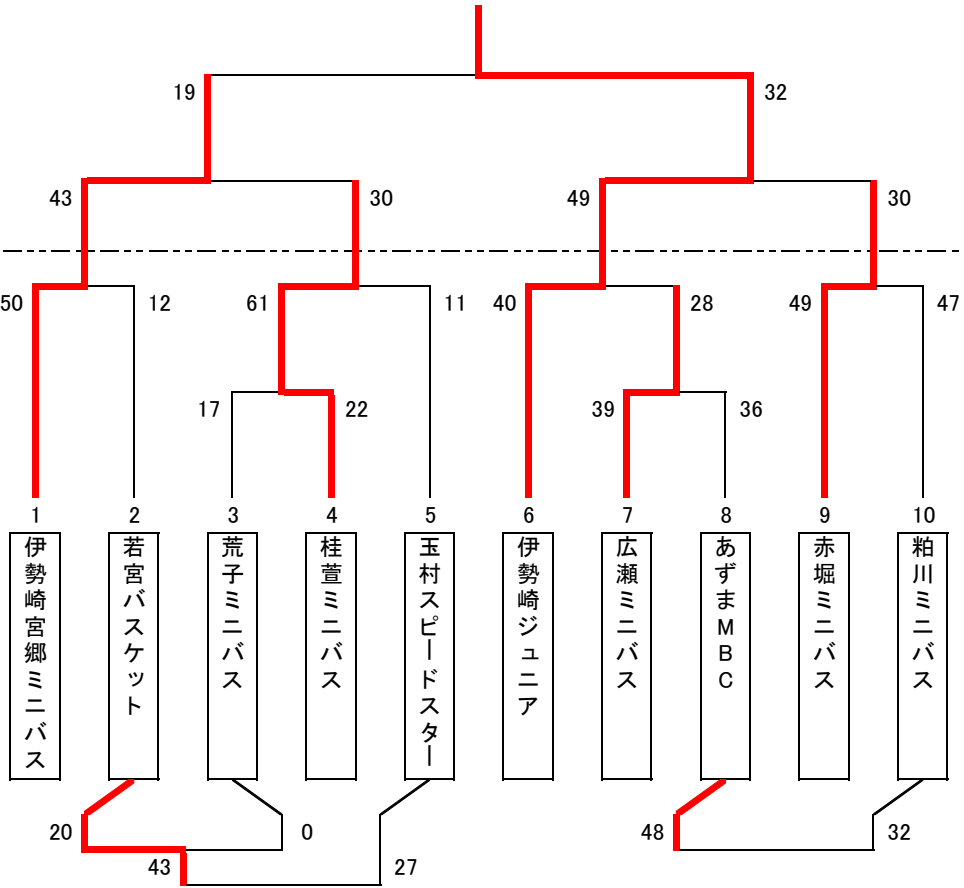 19 32
43 30 49 30
50 12 61 11 40 28 49 47
17 22 39 36
1 2 3 4 5 6 7 8 9 10
伊勢崎宮郷ミニバス
若宮バスケット
荒子ミニバス
桂萱ミニバス
玉村スピードスター
伊勢崎ジュニア
広瀬ミニバス
あずまMBC
赤堀ミニバス
粕川ミニバス
20 0 48 32
43 27